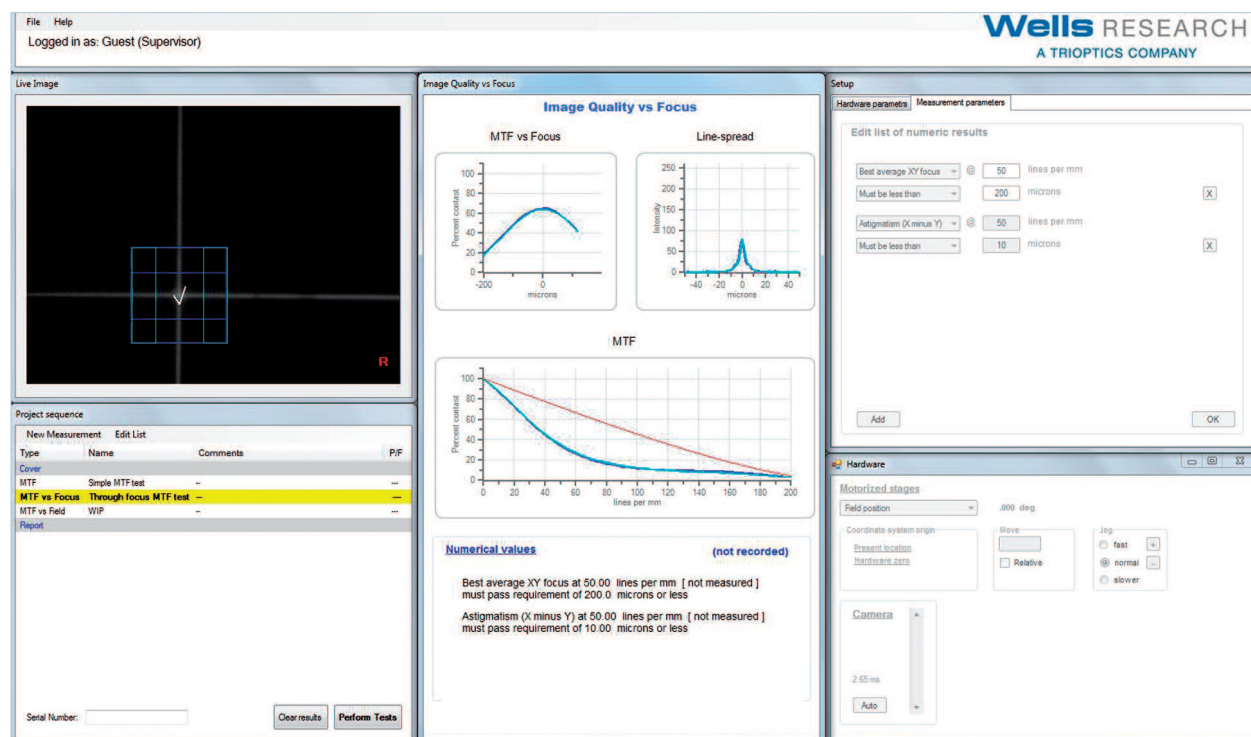 File Help
Logged in as: Guest (Supervisor)
Wells RESEARCH
A TRIOPTICS COMPANY
Live Image
R
Project sequence
New Measurement Edit List
Type Name Comments P/F
Cover
MTF Simple MTF test -- ---
MTF vs Focus Through focus MTF test -- ---
MTF vs Field WIP -- ---
Report
Serial Number: Clear results Perform Tests
Image Quality vs Focus
Image Quality vs Focus
MTF vs Focus
Percent contast
100
80
60
40
20
0
-200 0
microns
Line-spread
Intensity
250
200
150
100
50
0
-40 -20 0 20 40
microns
MTF
Percent contast
100
80
60
40
20
0
0 20 40 60 80 100 120 140 160 180 200
lines per mm
Numerical values (not recorded)
Best average XY focus at 50.00 lines per mm [ not measured ]
must pass requirement of 200.0 microns or less
Astigmatism (X minus Y) at 50.00 lines per mm [ not measured ]
must pass requirement of 10.00 microns or less
Setup
Hardware parametrs Measurement parameters
Edit list of numeric results
Best average XY focus @ 50 lines per mm
Must be less than 200 microns X
Astigmatism (X minus Y) @ 50 lines per mm
Must be less than 10 microns X
Add OK
Hardware
Motorized stages
Field position .000 deg
Coordinate system origin
Present location
Hardware zero
Move
Relative
Jog
fast +
normal -
slower
Camera
2.65 ms
Auto